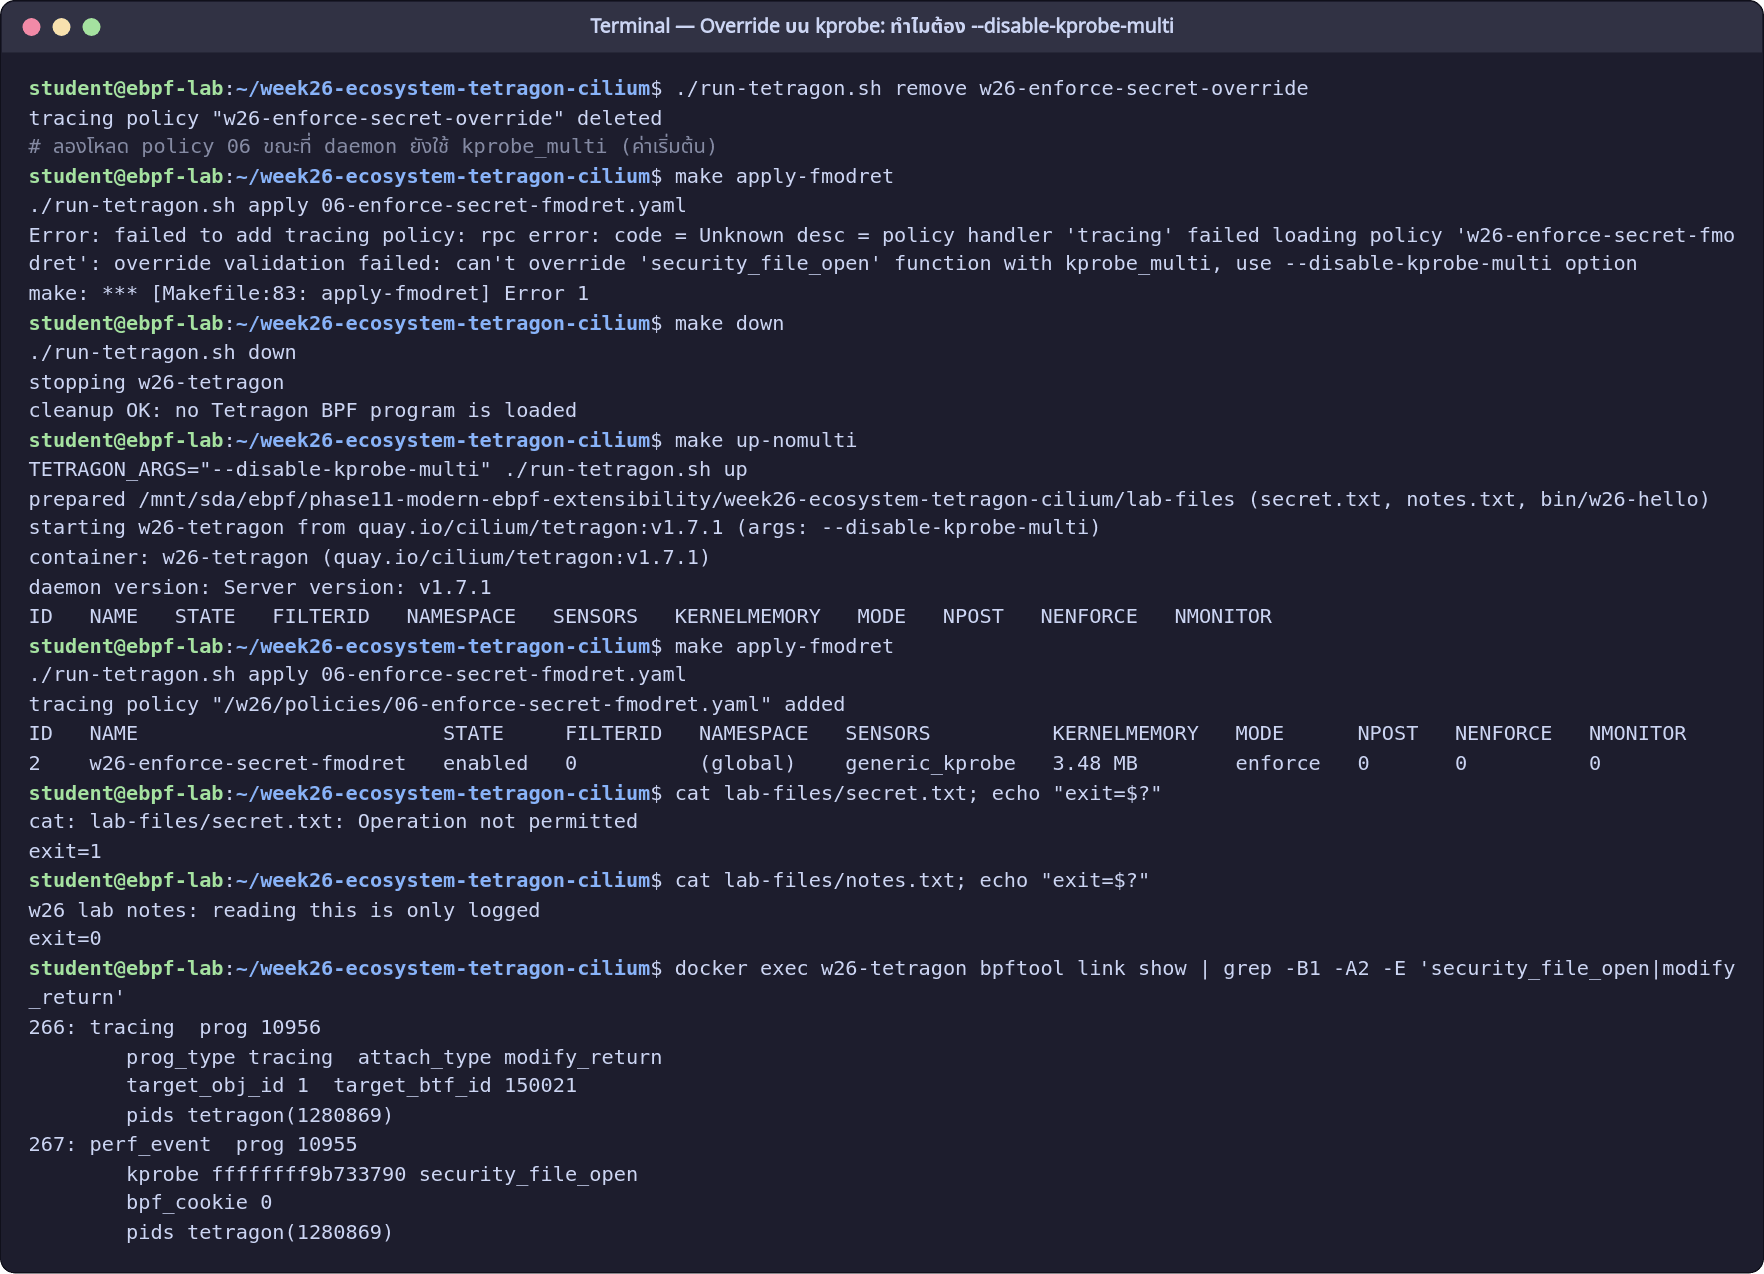 Terminal — Override บน kprobe: ทำไมต้อง --disable-kprobe-multi
student@ebpf-lab:~/week26-ecosystem-tetragon-cilium$ ./run-tetragon.sh remove w26-enforce-secret-override
tracing policy "w26-enforce-secret-override" deleted
# ลองโหลด policy 06 ขณะที่ daemon ยังใช้ kprobe_multi (ค่าเริ่มต้น)
student@ebpf-lab:~/week26-ecosystem-tetragon-cilium$ make apply-fmodret
./run-tetragon.sh apply 06-enforce-secret-fmodret.yaml
Error: failed to add tracing policy: rpc error: code = Unknown desc = policy handler 'tracing' failed loading policy 'w26-enforce-secret-fmo
dret': override validation failed: can't override 'security_file_open' function with kprobe_multi, use --disable-kprobe-multi option
make: *** [Makefile:83: apply-fmodret] Error 1
student@ebpf-lab:~/week26-ecosystem-tetragon-cilium$ make down
./run-tetragon.sh down
stopping w26-tetragon
cleanup OK: no Tetragon BPF program is loaded
student@ebpf-lab:~/week26-ecosystem-tetragon-cilium$ make up-nomulti
TETRAGON_ARGS="--disable-kprobe-multi" ./run-tetragon.sh up
prepared /mnt/sda/ebpf/phase11-modern-ebpf-extensibility/week26-ecosystem-tetragon-cilium/lab-files (secret.txt, notes.txt, bin/w26-hello)
starting w26-tetragon from quay.io/cilium/tetragon:v1.7.1 (args: --disable-kprobe-multi)
container: w26-tetragon (quay.io/cilium/tetragon:v1.7.1)
daemon version: Server version: v1.7.1
ID   NAME   STATE   FILTERID   NAMESPACE   SENSORS   KERNELMEMORY   MODE   NPOST   NENFORCE   NMONITOR
student@ebpf-lab:~/week26-ecosystem-tetragon-cilium$ make apply-fmodret
./run-tetragon.sh apply 06-enforce-secret-fmodret.yaml
tracing policy "/w26/policies/06-enforce-secret-fmodret.yaml" added
ID   NAME                         STATE     FILTERID   NAMESPACE   SENSORS          KERNELMEMORY   MODE      NPOST   NENFORCE   NMONITOR
2    w26-enforce-secret-fmodret   enabled   0          (global)    generic_kprobe   3.48 MB        enforce   0       0          0
student@ebpf-lab:~/week26-ecosystem-tetragon-cilium$ cat lab-files/secret.txt; echo "exit=$?"
cat: lab-files/secret.txt: Operation not permitted
exit=1
student@ebpf-lab:~/week26-ecosystem-tetragon-cilium$ cat lab-files/notes.txt; echo "exit=$?"
w26 lab notes: reading this is only logged
exit=0
student@ebpf-lab:~/week26-ecosystem-tetragon-cilium$ docker exec w26-tetragon bpftool link show | grep -B1 -A2 -E 'security_file_open|modify
_return'
266: tracing  prog 10956
        prog_type tracing  attach_type modify_return
        target_obj_id 1  target_btf_id 150021
        pids tetragon(1280869)
267: perf_event  prog 10955
        kprobe ffffffff9b733790 security_file_open
        bpf_cookie 0
        pids tetragon(1280869)